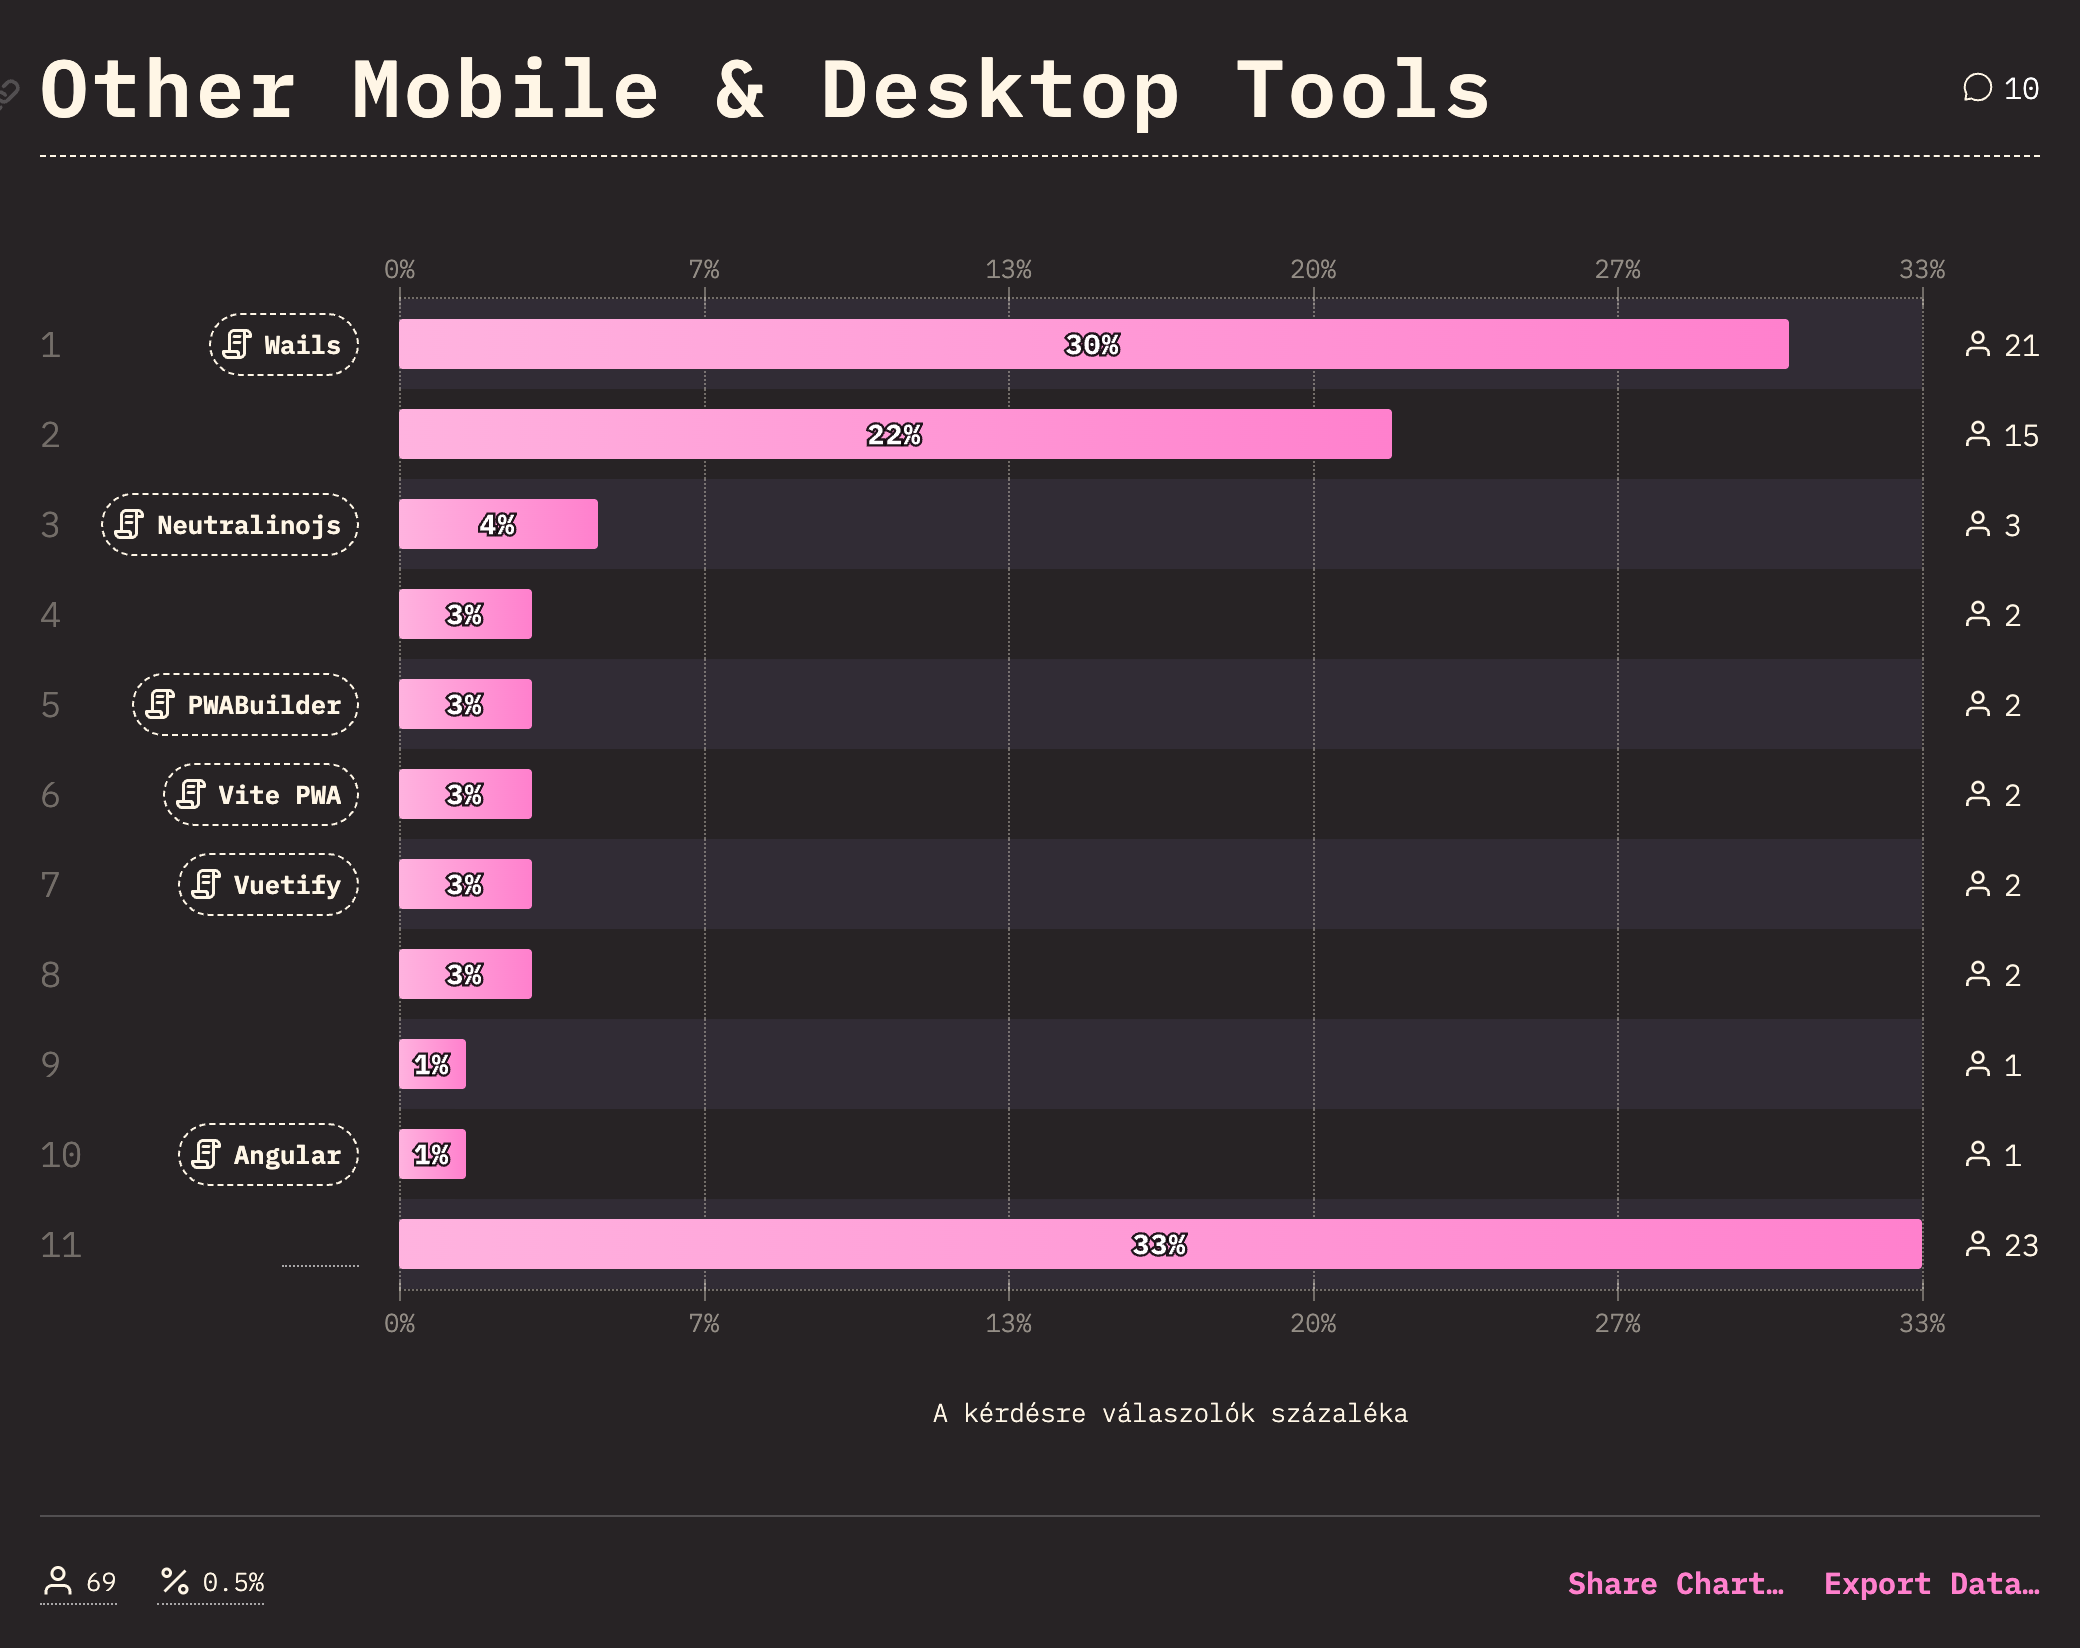 Other Mobile & Desktop Tools
10
0% 7% 13% 20% 27% 33%
1 Wails 30% 21
2 22% 15
3 Neutralinojs 4% 3
4 3% 2
5 PWABuilder 3% 2
6 Vite PWA 3% 2
7 Vuetify 3% 2
8 3% 2
9 1% 1
10 Angular 1% 1
11 33% 23
0% 7% 13% 20% 27% 33%
A kérdésre válaszolók százaléka
69 % 0.5% Share Chart… Export Data…